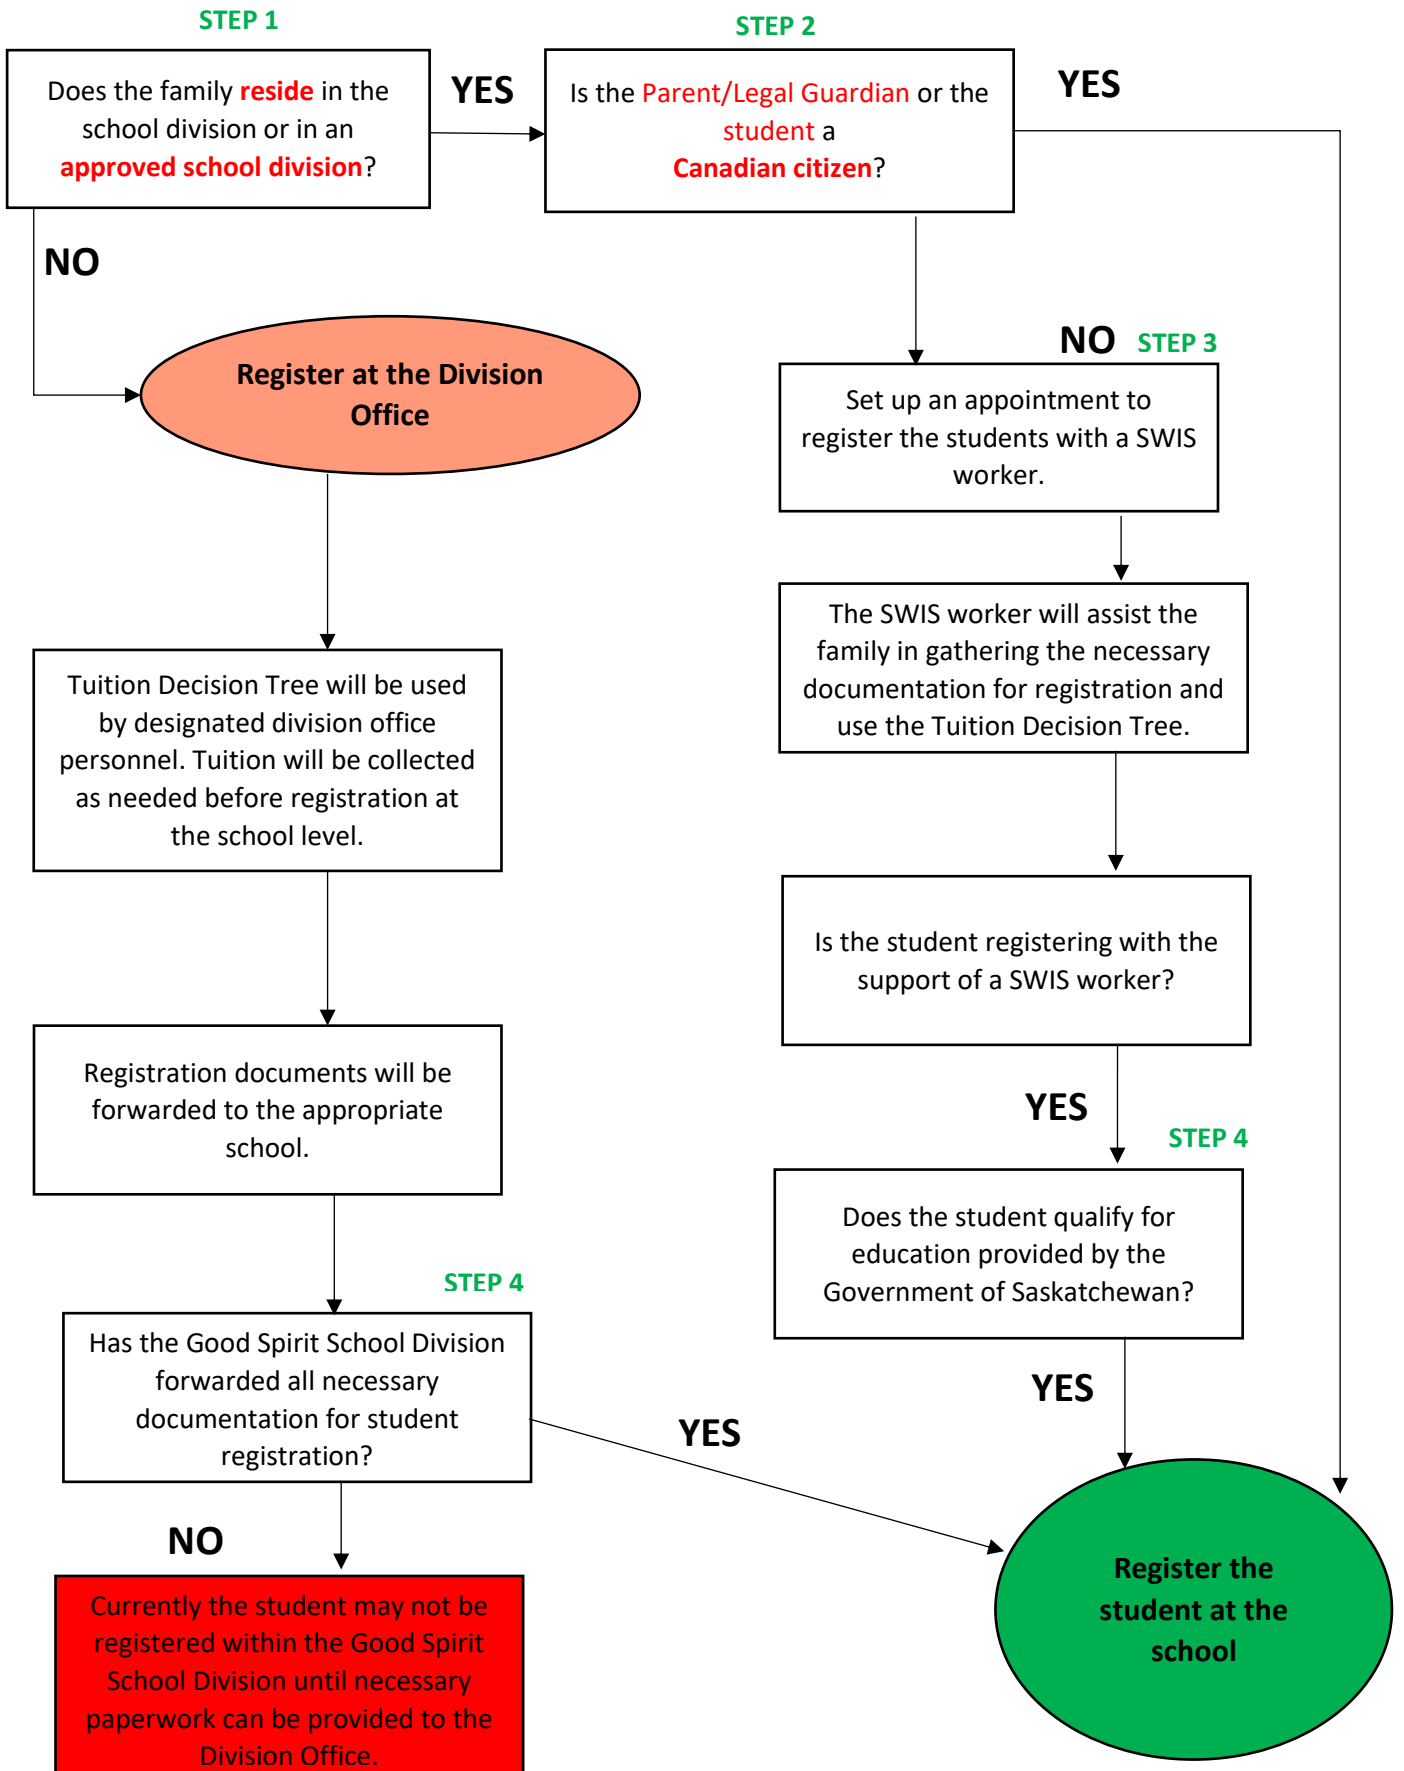 STEP 1
Does the family reside in the
school division or in an
approved school division?
YES
STEP 2
Is the Parent/Legal Guardian or the
student a
Canadian citizen?
YES
NO
Register at the Division
Office
Tuition Decision Tree will be used
by designated division office
personnel. Tuition will be collected
as needed before registration at
the school level.
Registration documents will be
forwarded to the appropriate
school.
STEP 4
Has the Good Spirit School Division
forwarded all necessary
documentation for student
registration?
YES
NO
Currently the student may not be
registered within the Good Spirit
School Division until necessary
paperwork can be provided to the
Division Office.
NO
STEP 3
Set up an appointment to
register the students with a SWIS
worker.
The SWIS worker will assist the
family in gathering the necessary
documentation for registration and
use the Tuition Decision Tree.
Is the student registering with the
support of a SWIS worker?
YES
STEP 4
Does the student qualify for
education provided by the
Government of Saskatchewan?
YES
Register the
student at the
school